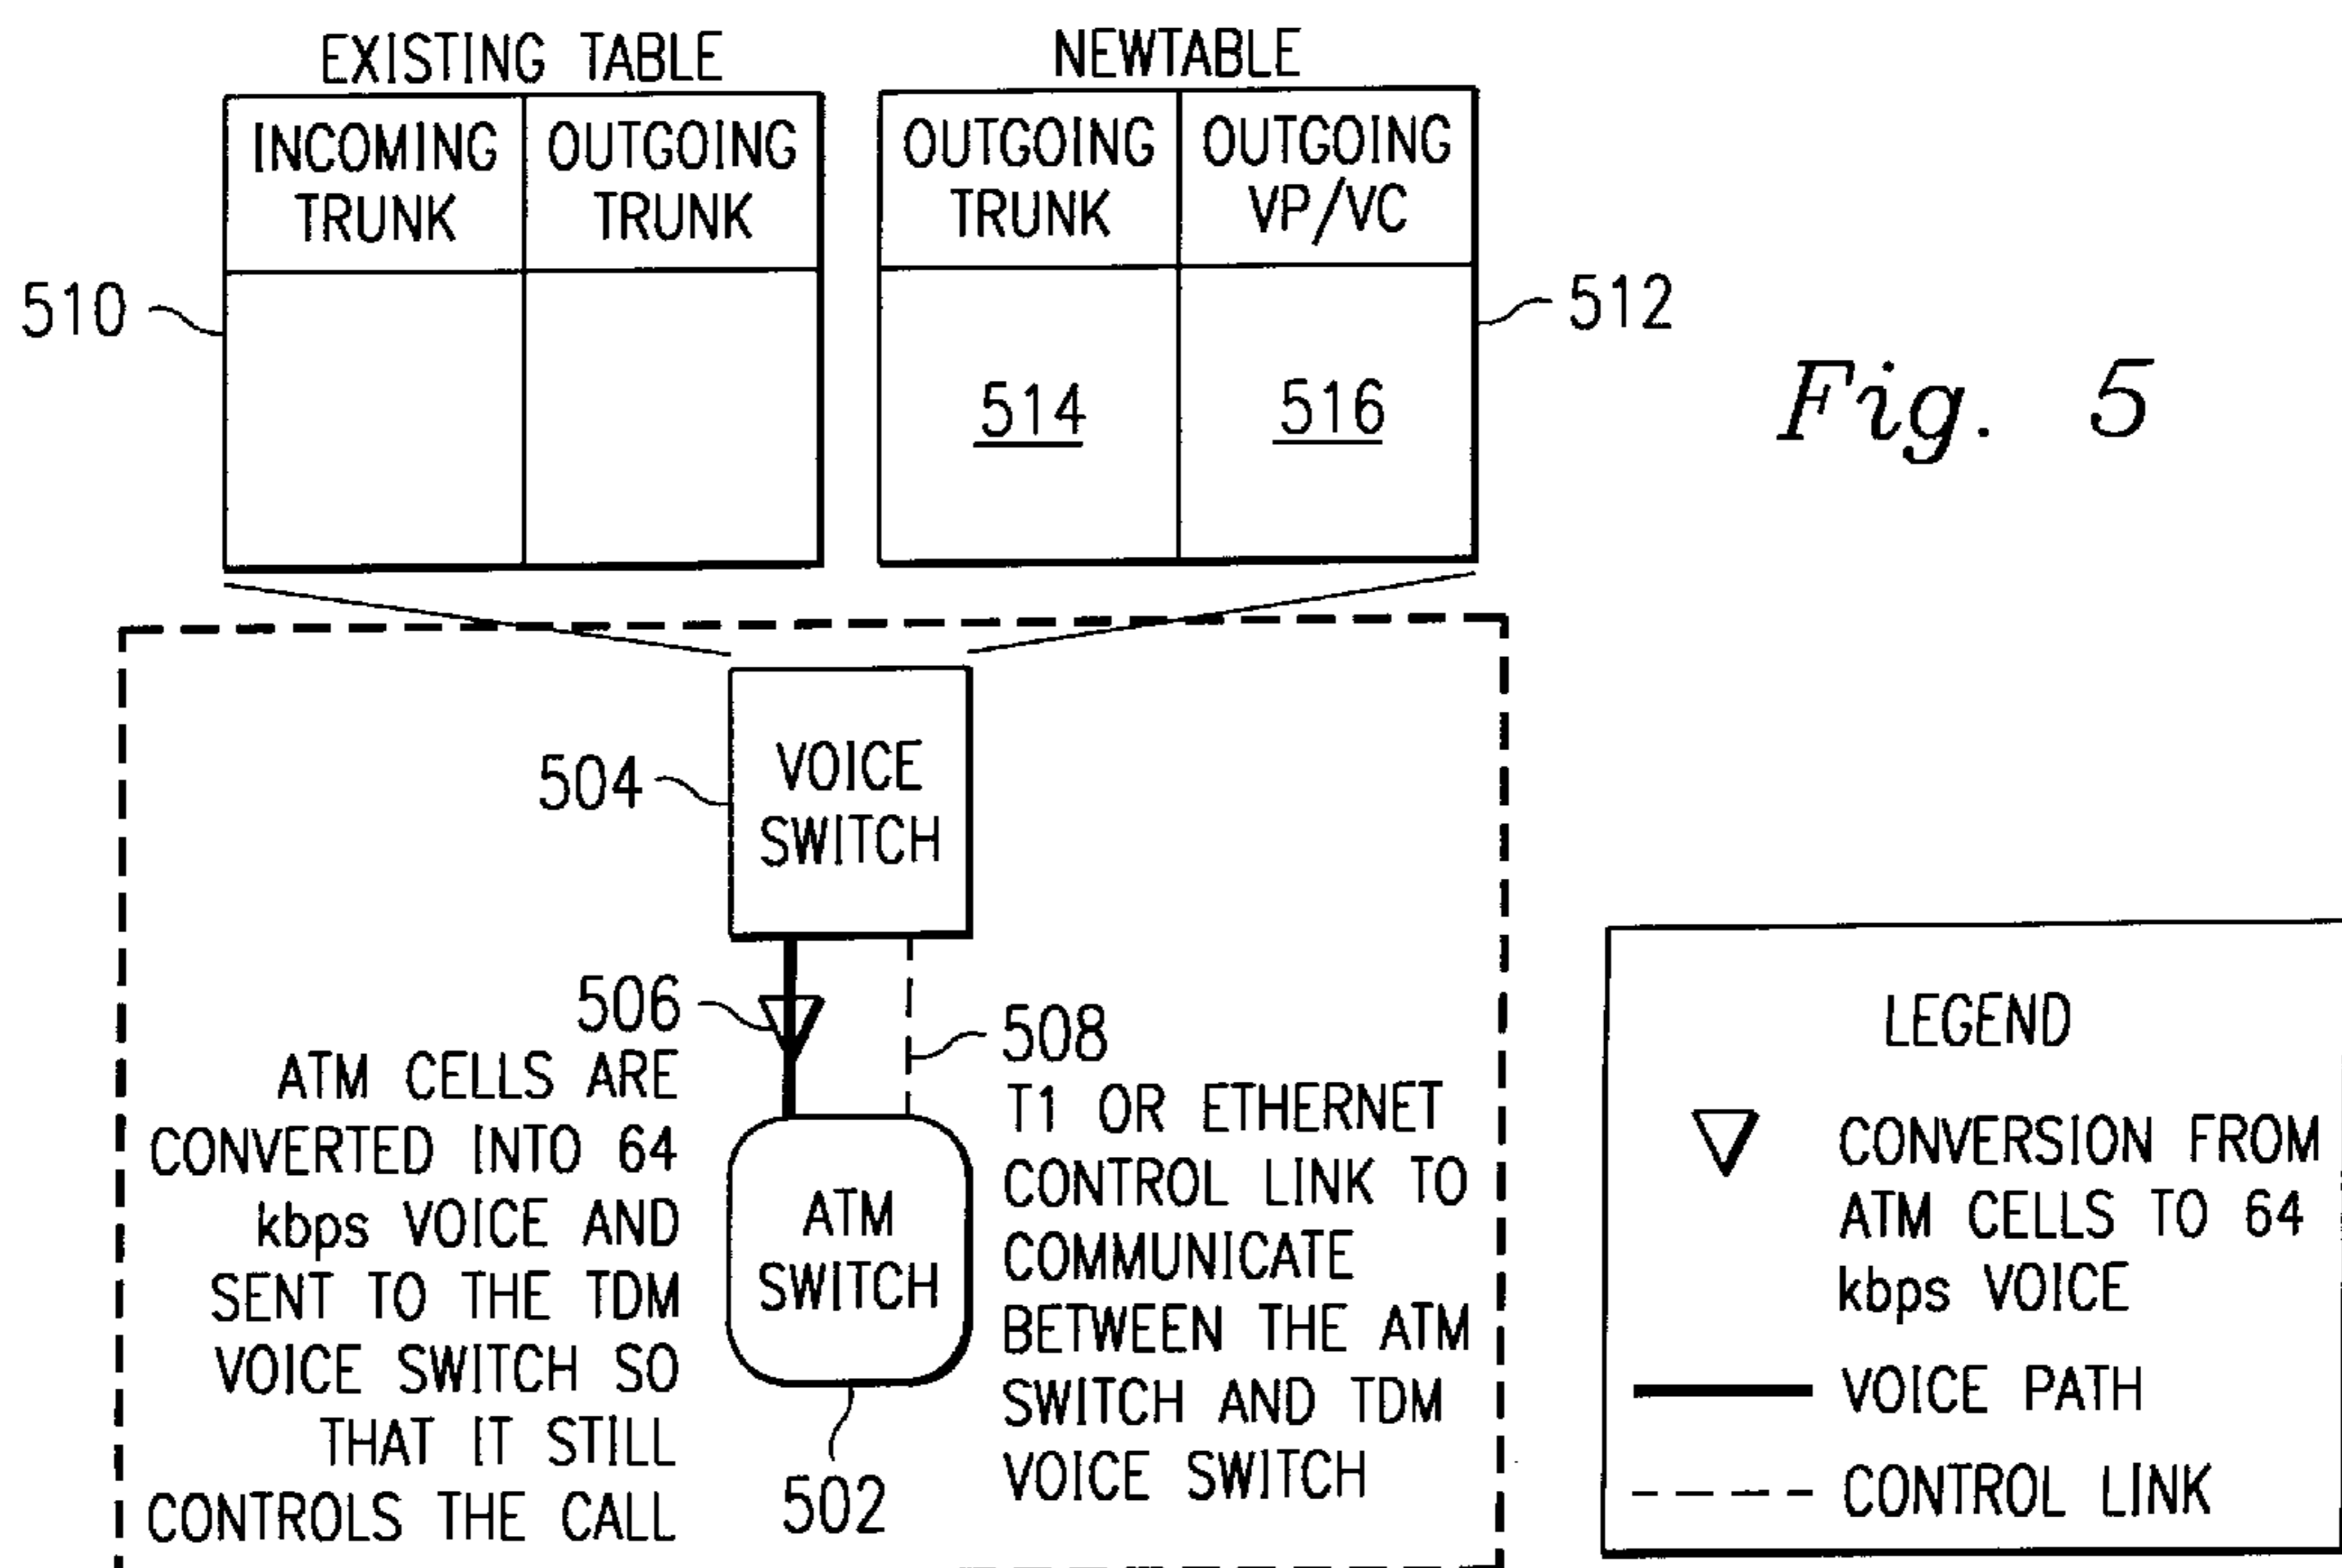 EXISTING TABLE
NEWTABLE
INCOMING
TRUNK
OUTGOING
TRUNK
OUTGOING
TRUNK
OUTGOING
VP/VC
510
512
514
516
Fig. 5
504
VOICE
SWITCH
506
508
ATM CELLS ARE
CONVERTED INTO 64
kbps VOICE AND
SENT TO THE TDM
VOICE SWITCH SO
THAT IT STILL
CONTROLS THE CALL
ATM
SWITCH
502
T1 OR ETHERNET
CONTROL LINK TO
COMMUNICATE
BETWEEN THE ATM
SWITCH AND TDM
VOICE SWITCH
LEGEND
CONVERSION FROM
ATM CELLS TO 64
kbps VOICE
VOICE PATH
CONTROL LINK